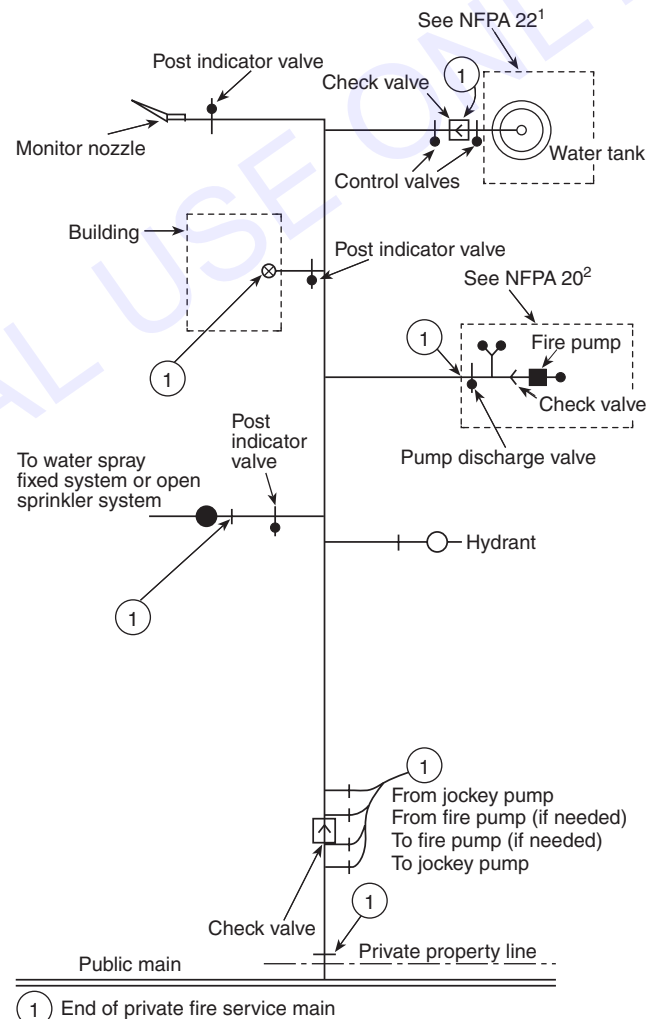 See NFPA 22¹
Post indicator valve
Check valve
1
Monitor nozzle
Water tank
Control valves
Building
Post indicator valve
See NFPA 20²
1
Fire pump
1
Check valve
Post
indicator
valve
Pump discharge valve
To water spray
fixed system or open
sprinkler system
Hydrant
1
1
From jockey pump
From fire pump (if needed)
To fire pump (if needed)
To jockey pump
1
Check valve
Private property line
Public main
1 End of private fire service main
AL USE ONLY